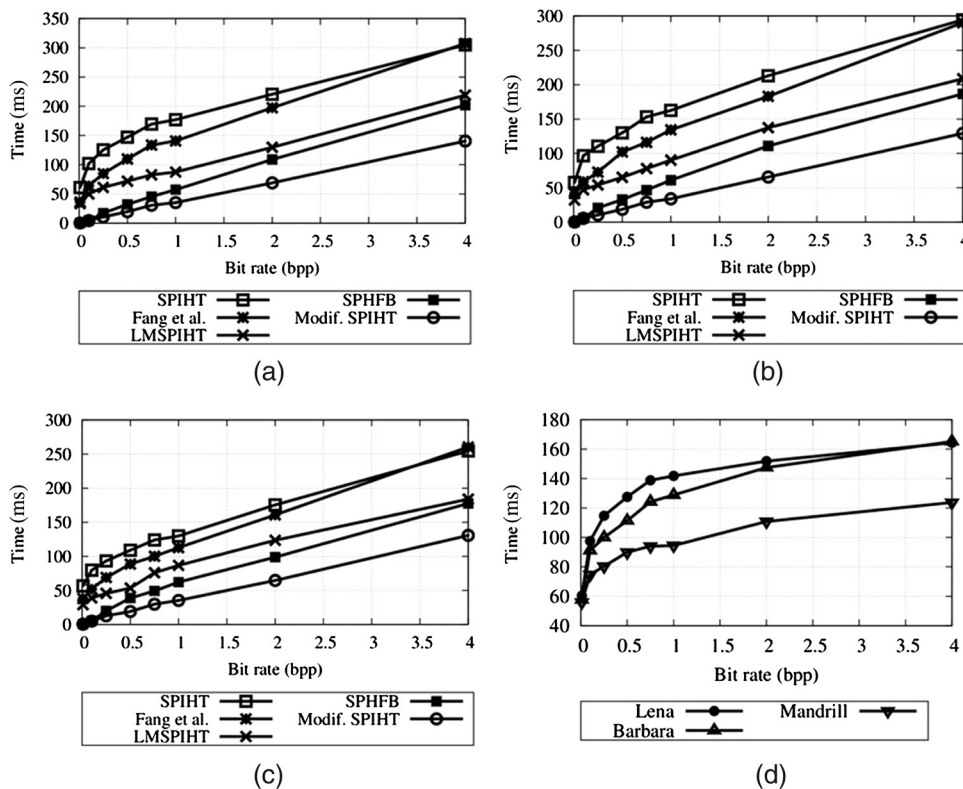 350
300
250
200
150
100
50
0
Time (ms)
0 0.5 1 1.5 2 2.5 3 3.5 4
Bit rate (bpp)
SPIHT
Fang et al.
LMSPIHT
SPHFB
Modif. SPIHT
(a)
300
250
200
150
100
50
0
Time (ms)
0 0.5 1 1.5 2 2.5 3 3.5 4
Bit rate (bpp)
SPIHT
Fang et al.
LMSPIHT
SPHFB
Modif. SPIHT
(b)
300
250
200
150
100
50
0
Time (ms)
0 0.5 1 1.5 2 2.5 3 3.5 4
Bit rate (bpp)
SPIHT
Fang et al.
LMSPIHT
SPHFB
Modif. SPIHT
(c)
180
160
140
120
100
80
60
40
Time (ms)
0 0.5 1 1.5 2 2.5 3 3.5 4
Bit rate (bpp)
Lena
Barbara
Mandrill
(d)